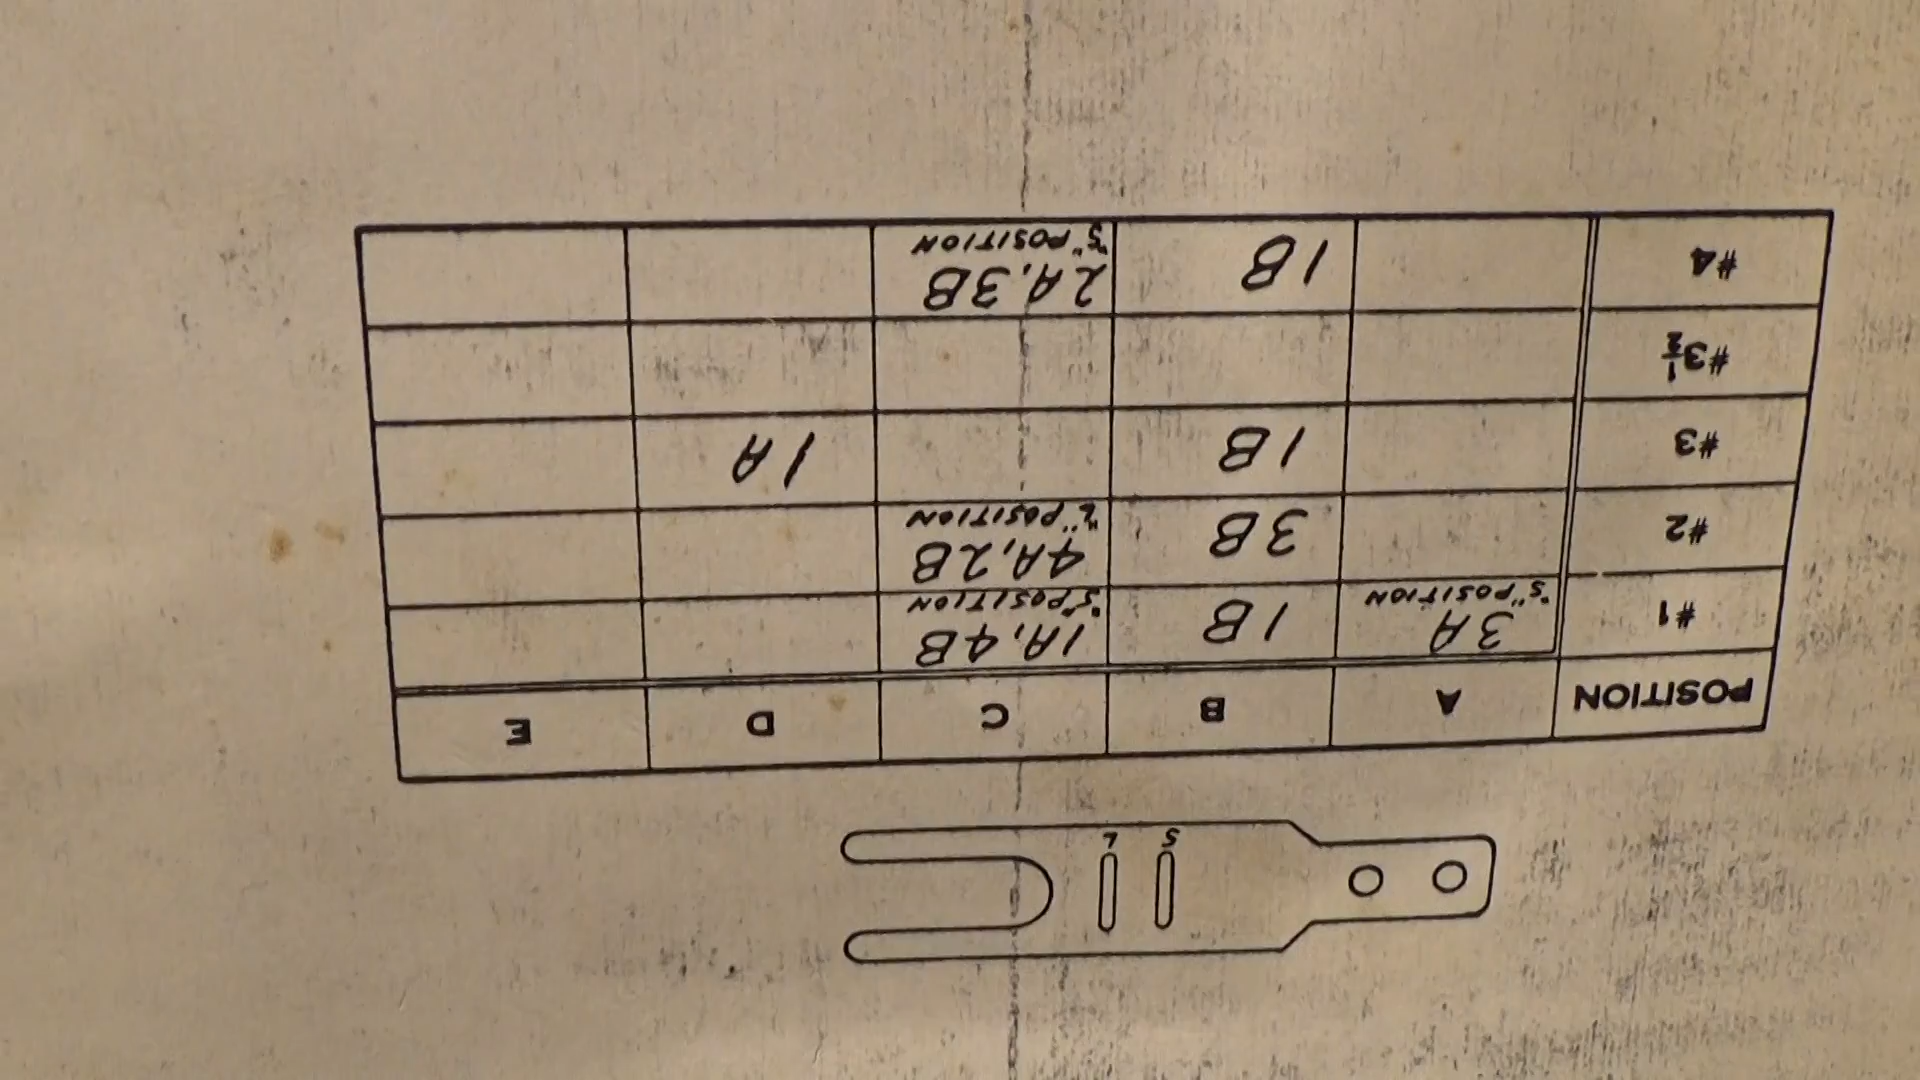 S L
POSITION A B C D E
#1 3A "S" POSITION 1B 1A, 4B "S" POSITION
#2 3B 4A, 2B "L" POSITION
#3 1B 1A
#3½
#4 1B 2A, 3B "S" POSITION